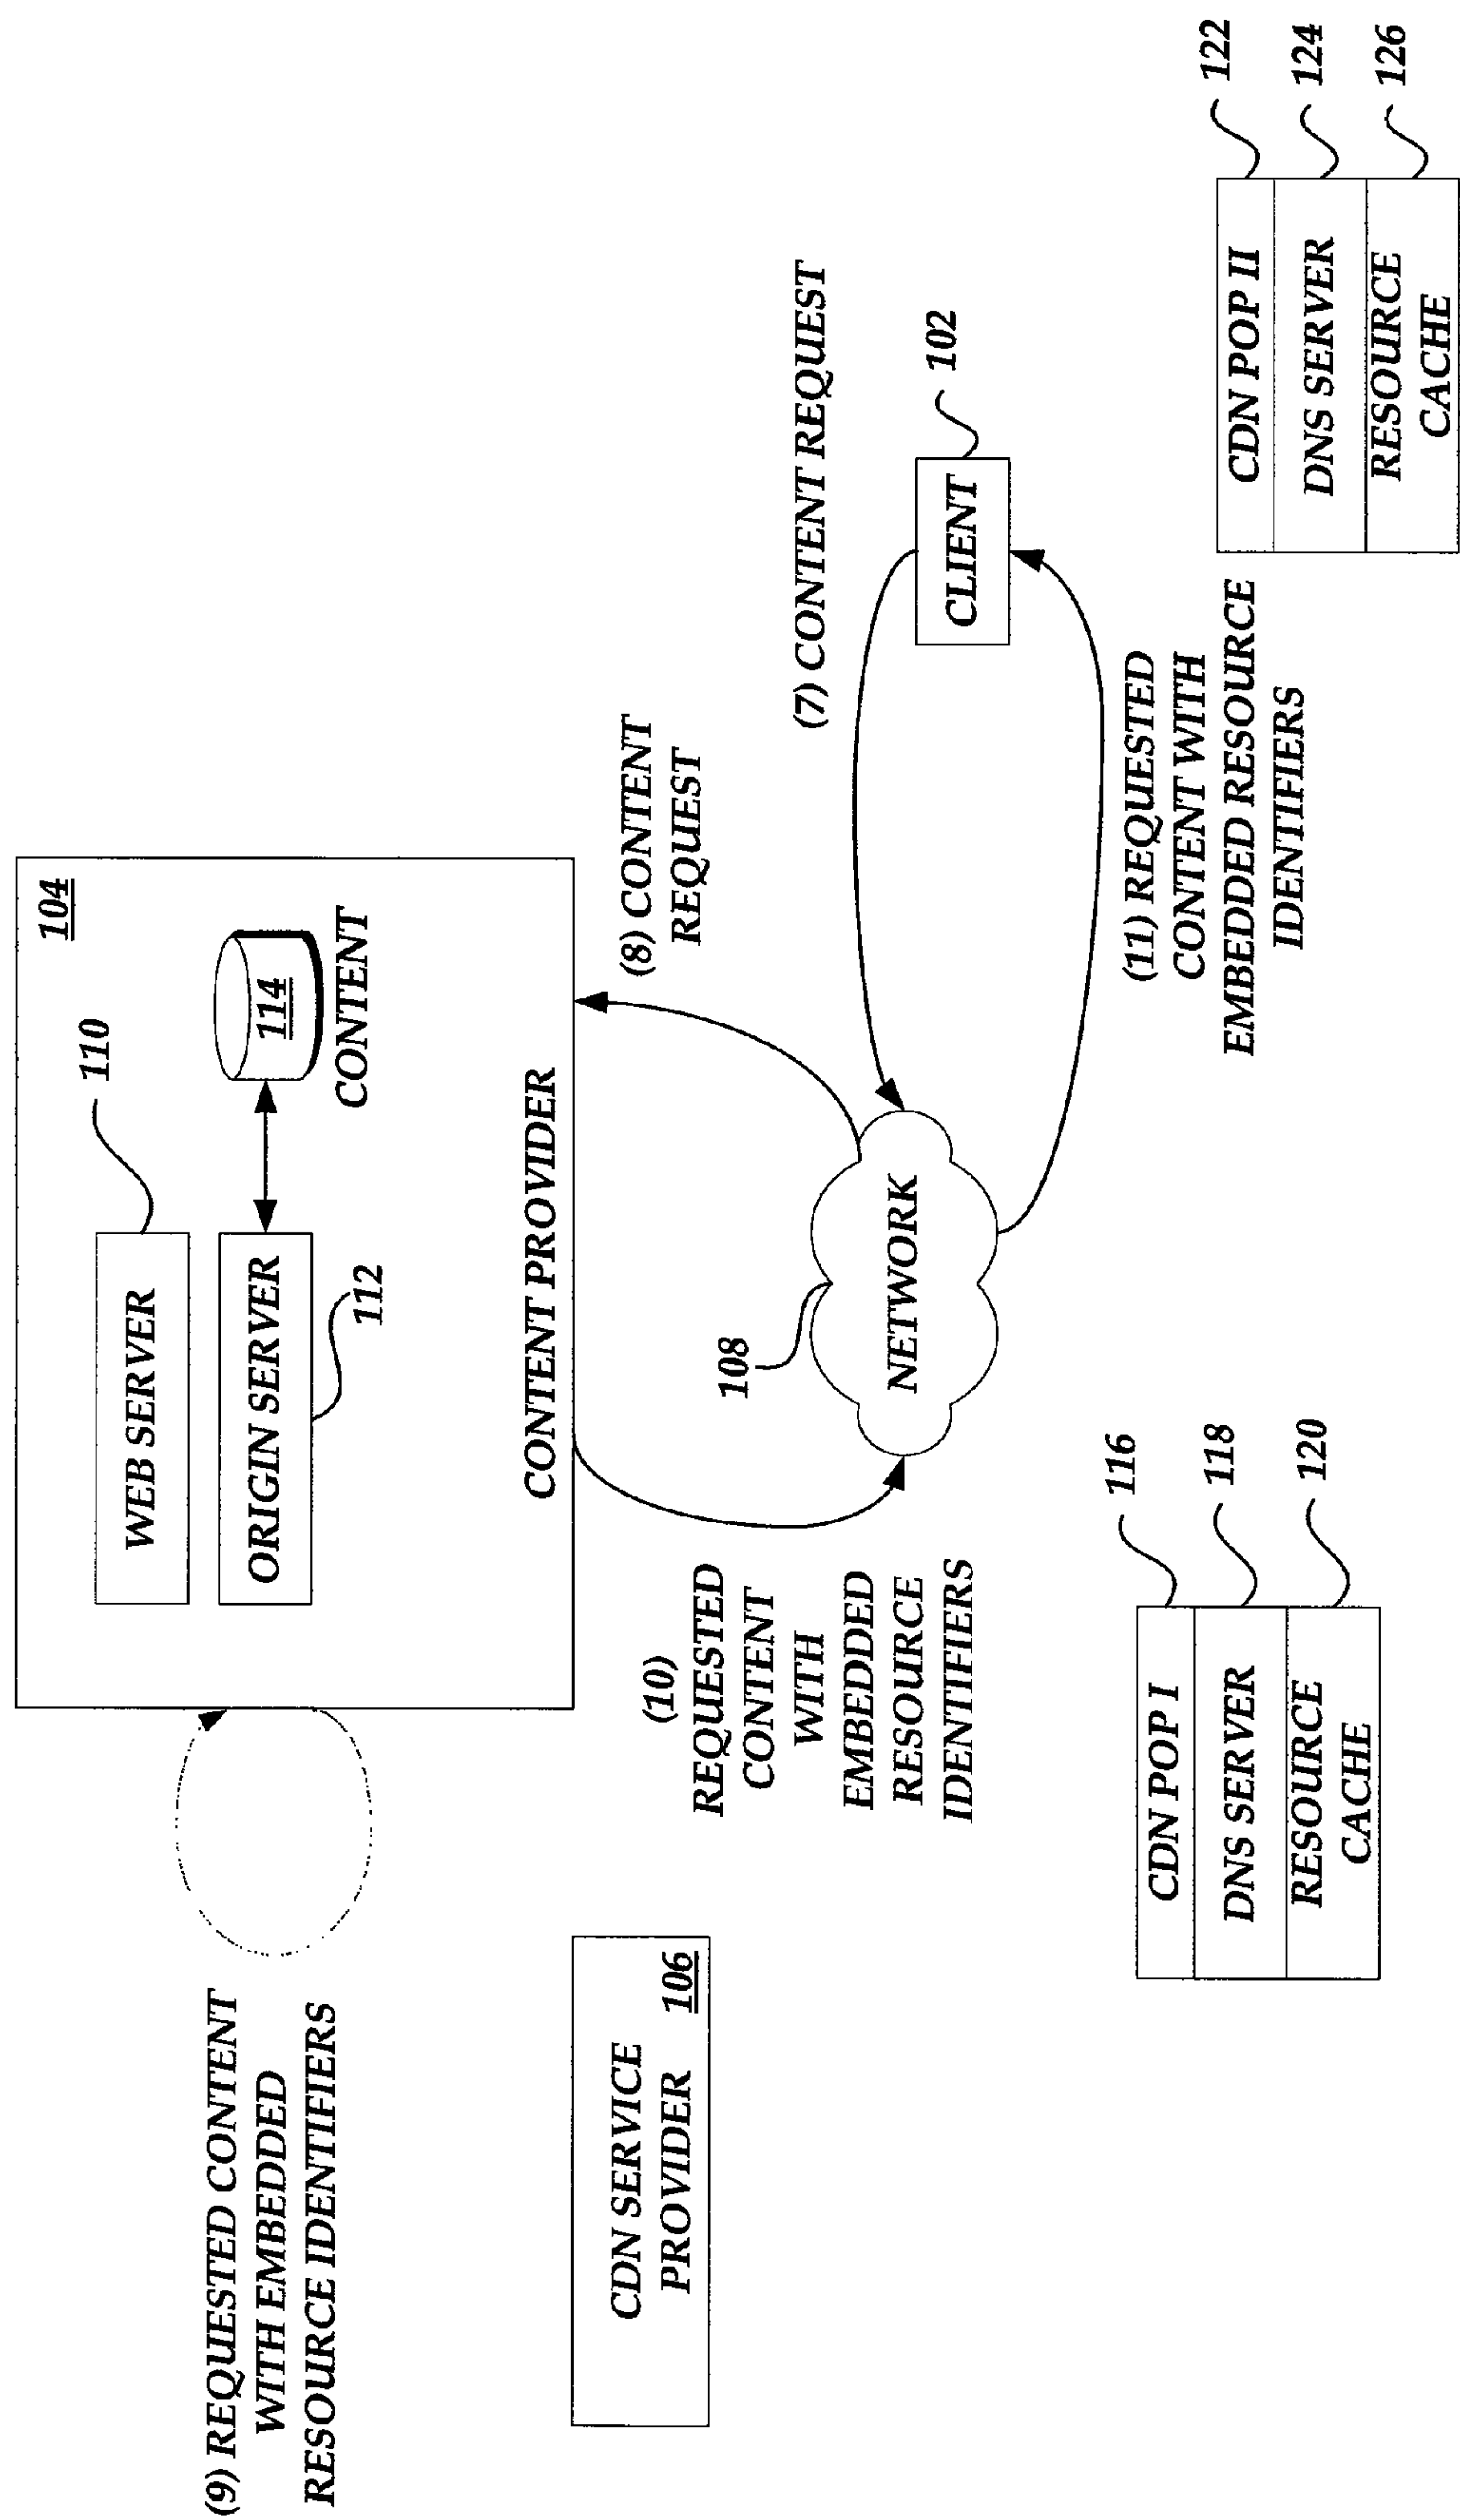 104
110
WEB SERVER
ORIGIN SERVER
112
114
CONTENT
CONTENT PROVIDER
(9) REQUESTED CONTENT
WITH EMBEDDED
RESOURCE IDENTIFIERS
CDN SERVICE
PROVIDER
106
(8) CONTENT
REQUEST
(10)
REQUESTED
CONTENT
WITH
EMBEDDED
RESOURCE
IDENTIFIERS
108
NETWORK
(7) CONTENT REQUEST
CLIENT
102
(11) REQUESTED
CONTENT WITH
EMBEDDED RESOURCE
IDENTIFIERS
CDN POP I
116
DNS SERVER
118
RESOURCE
CACHE
120
CDN POP II
122
DNS SERVER
124
RESOURCE
CACHE
126